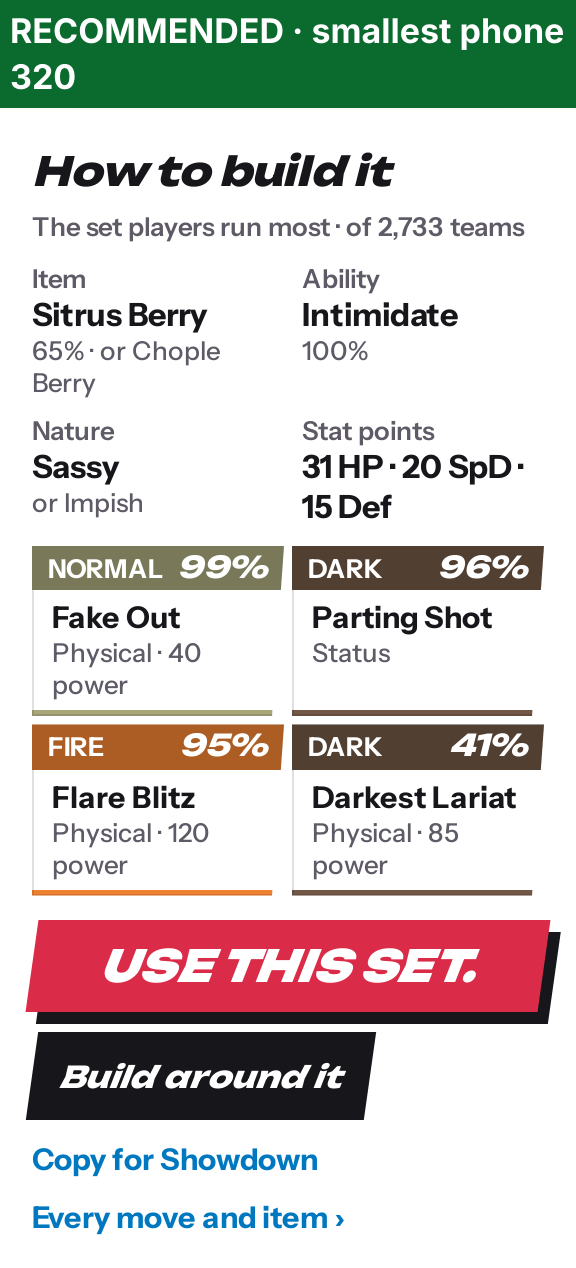 RECOMMENDED · smallest phone
320
How to build it
The set players run most · of 2,733 teams
Item
Sitrus Berry
65% · or Chople
Berry
Ability
Intimidate
100%
Nature
Sassy
or Impish
Stat points
31 HP · 20 SpD ·
15 Def
NORMAL 99%
Fake Out
Physical · 40
power
DARK 96%
Parting Shot
Status
FIRE 95%
Flare Blitz
Physical · 120
power
DARK 41%
Darkest Lariat
Physical · 85
power
USE THIS SET.
Build around it
Copy for Showdown
Every move and item ›